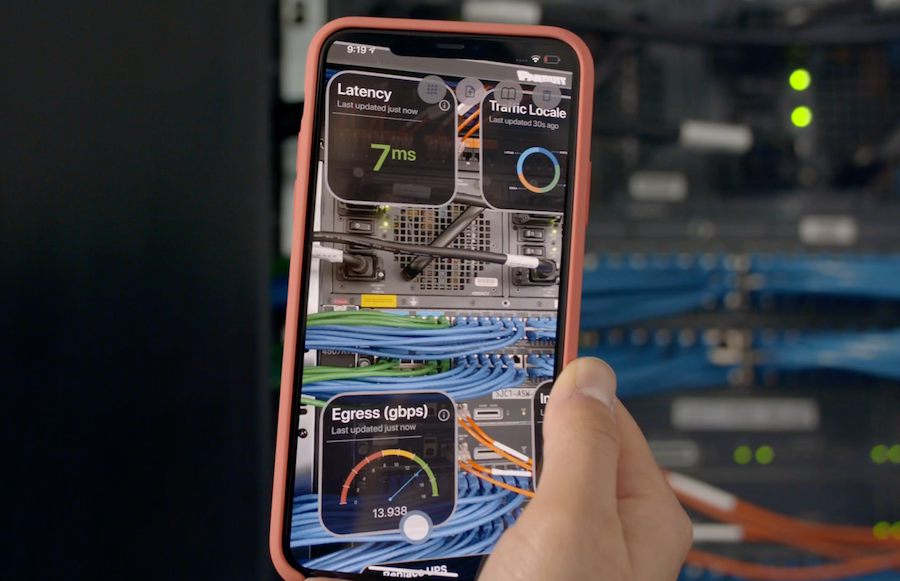 9:19
PANDUIT
Latency
Last updated just now
7ms
Traffic Locale
Last updated 30s ago
SJC1-ASW
Egress (gbps)
Last updated just now
13.938
In
Replace UPS